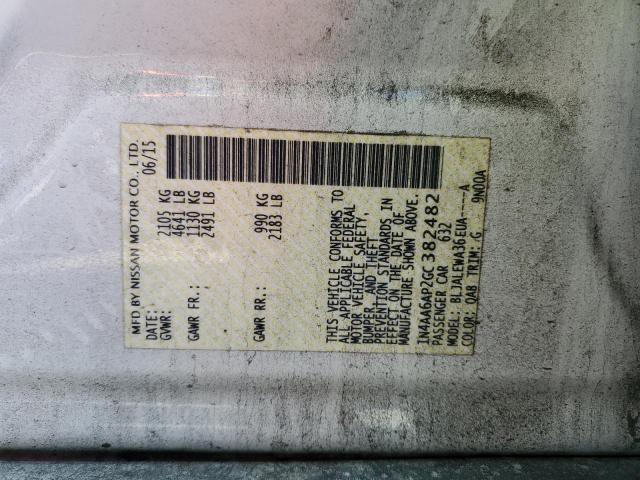 MFD BY NISSAN MOTOR CO., LTD.
DATE: 06/15
GVWR: 2105 KG
4641 LB
GAWR FR.: 1130 KG
2491 LB
GAWR RR.: 990 KG
2183 LB
THIS VEHICLE CONFORMS TO
ALL APPLICABLE FEDERAL
MOTOR VEHICLE SAFETY,
BUMPER, AND THEFT
PREVENTION STANDARDS IN
EFFECT ON THE DATE OF
MANUFACTURE SHOWN ABOVE.
1N4AA6AP2GC382482
PASSENGER CAR 632
MODEL: BLJALEWA36EUA----A
COLOR: QAB TRIM: G 9N00A